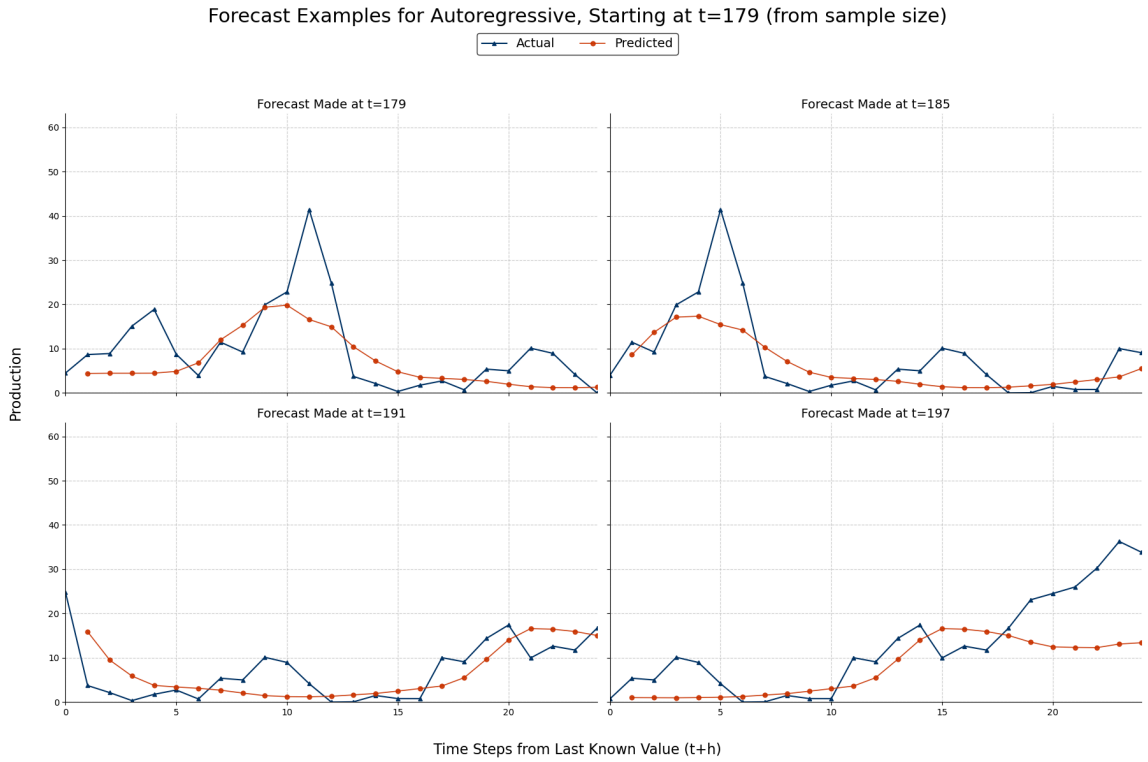 Forecast Examples for Autoregressive, Starting at t=179 (from sample size)
Actual Predicted
Forecast Made at t=179
Forecast Made at t=185
60
50
40
30
20
10
0
Production
Forecast Made at t=191
Forecast Made at t=197
60
50
40
30
20
10
0
0 5 10 15 20
0 5 10 15 20
Time Steps from Last Known Value (t+h)